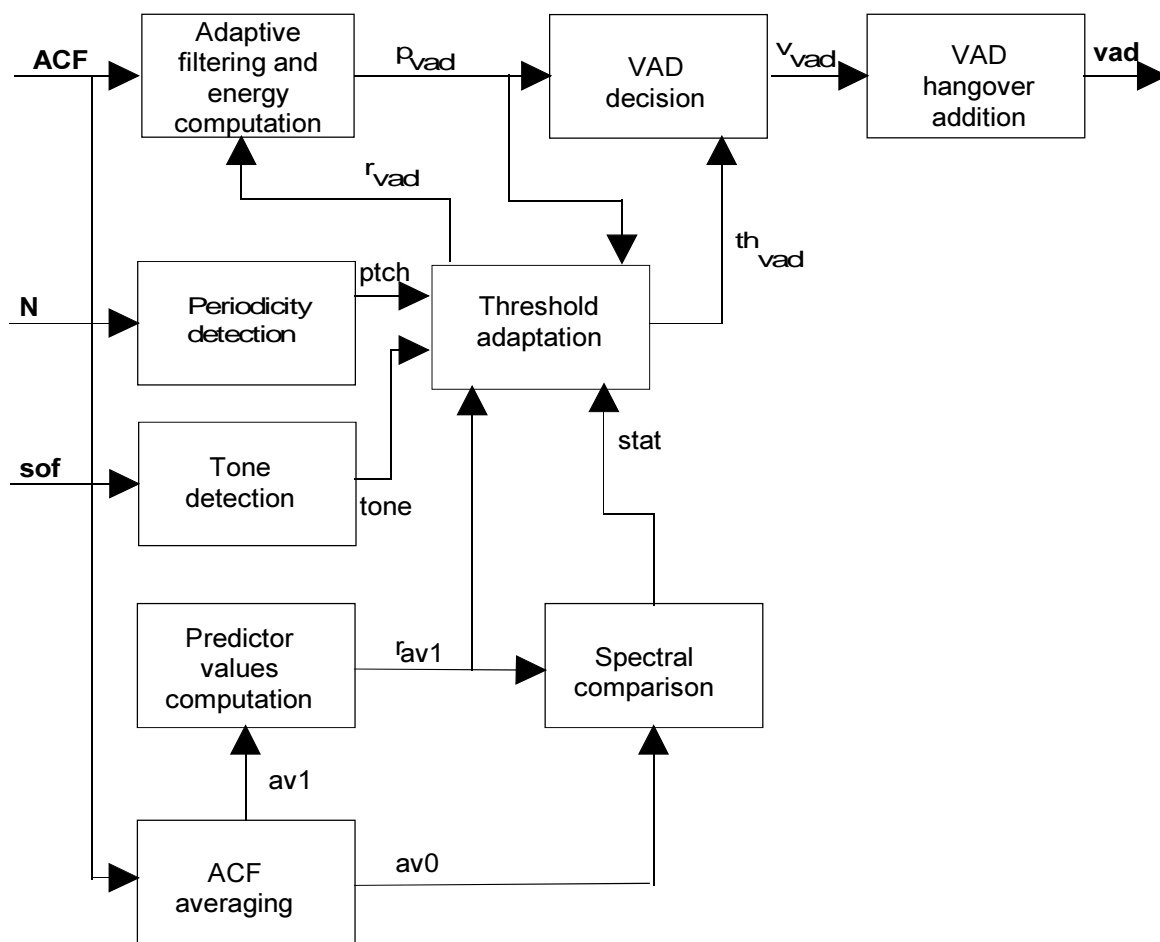 ACF
Adaptive
filtering and
energy
computation
pvad
VAD
decision
vvad
VAD
hangover
addition
vad
rvad
thvad
N
Periodicity
detection
ptch
Threshold
adaptation
sof
Tone
detection
tone
stat
Predictor
values
computation
rav1
Spectral
comparison
av1
ACF
averaging
av0